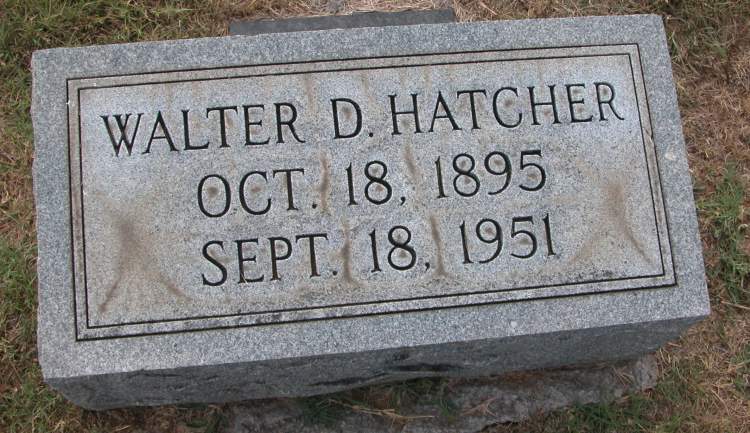 WALTER D. HATCHER
OCT. 18, 1895
SEPT. 18, 1951